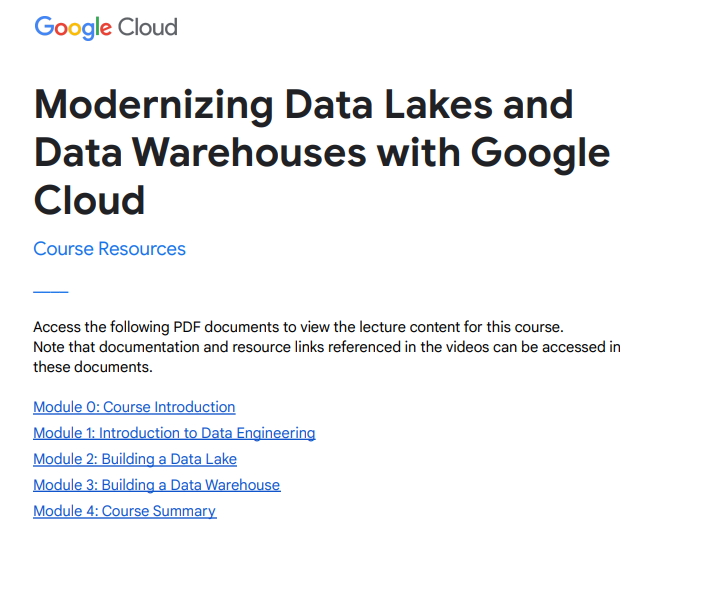 Google Cloud
Modernizing Data Lakes and
Data Warehouses with Google
Cloud
Course Resources
Access the following PDF documents to view the lecture content for this course.
Note that documentation and resource links referenced in the videos can be accessed in
these documents.
Module 0: Course Introduction
Module 1: Introduction to Data Engineering
Module 2: Building a Data Lake
Module 3: Building a Data Warehouse
Module 4: Course Summary